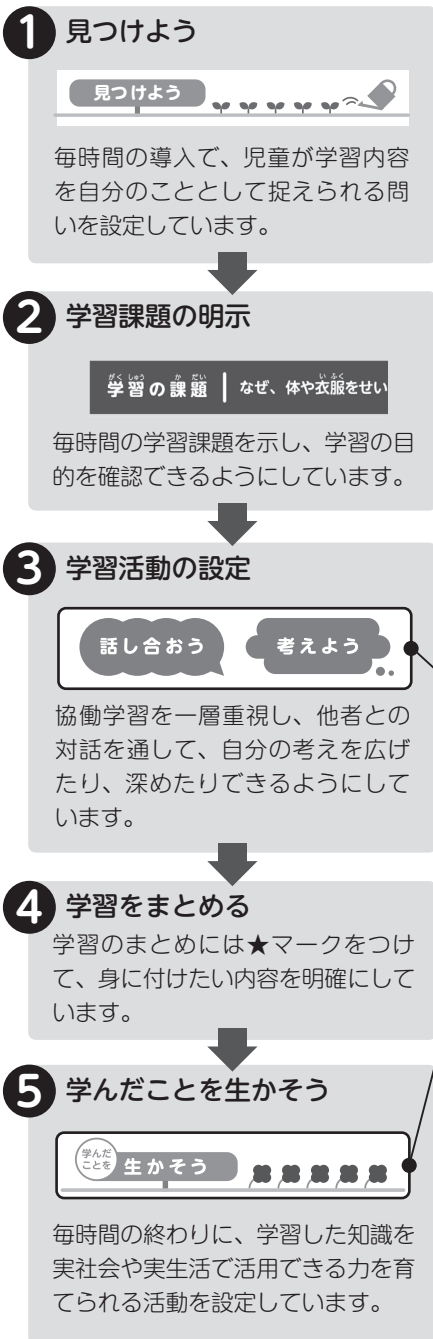 1 見つけよう
見つけよう
毎時間の導入で、児童が学習内容
を自分のこととして捉えられる問
いを設定しています。
2 学習課題の明示
がくしゅう かだい いふく
学習の課題 | なぜ、体や衣服をせい
毎時間の学習課題を示し、学習の目
的を確認できるようにしています。
3 学習活動の設定
話し合おう 考えよう
協働学習を一層重視し、他者との
対話を通して、自分の考えを広げ
たり、深めたりできるようにして
います。
4 学習をまとめる
学習のまとめには★マークをつけ
て、身に付けたい内容を明確にして
います。
5 学んだことを生かそう
学んだ
ことを 生かそう
毎時間の終わりに、学習した知識を
実社会や実生活で活用できる力を育
てられる活動を設定しています。